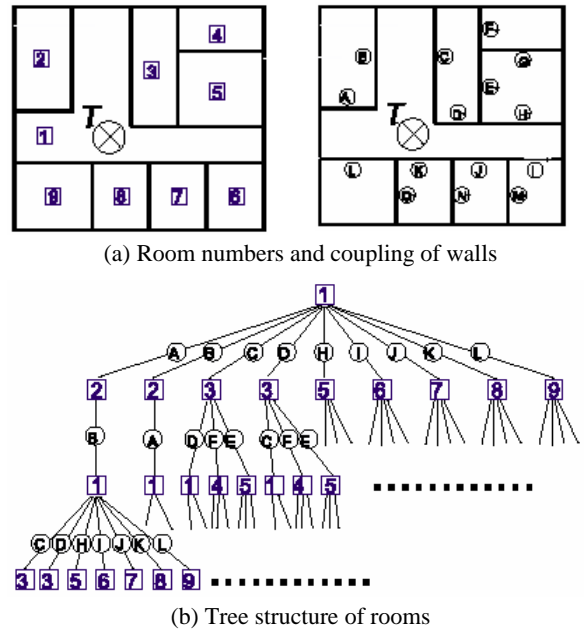 4
2
3
5
T
1
9 8 7 6
F
B C G
E
A
D H
T
L K J I
N M
(a) Room numbers and coupling of walls
1
A B C D H I J K L
2 2 3 3 5 6 7 8 9
B A D F E C F E
1 1 1 4 5 1 4 5
C D H I J K L
3 3 5 6 7 8 9
(b) Tree structure of rooms